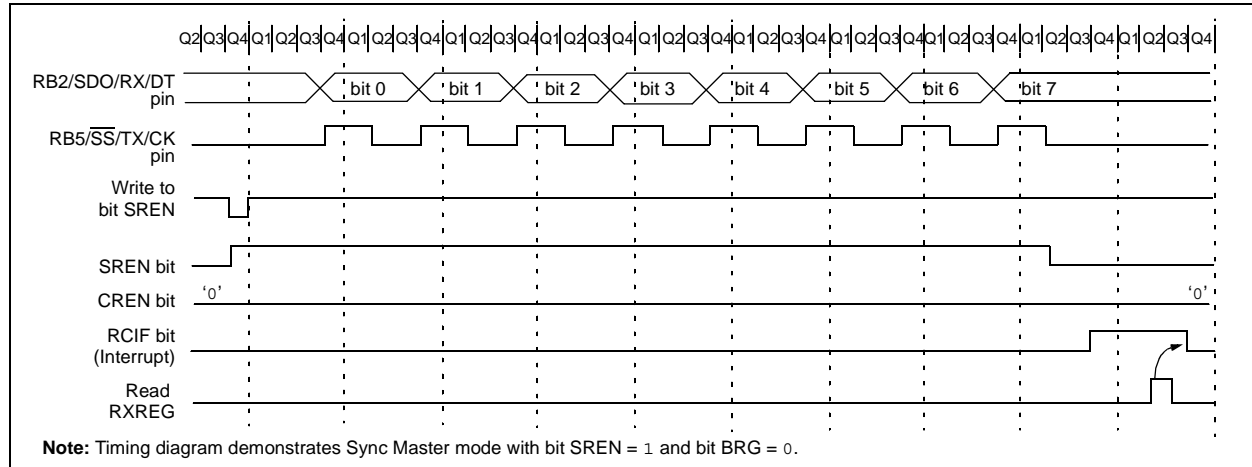 Q2 Q3 Q4 Q1 Q2 Q3 Q4 Q1 Q2 Q3 Q4 Q1 Q2 Q3 Q4 Q1 Q2 Q3 Q4 Q1 Q2 Q3 Q4 Q1 Q2 Q3 Q4 Q1 Q2 Q3 Q4 Q1 Q2 Q3 Q4 Q1 Q2 Q3 Q4 Q1 Q2 Q3 Q4
RB2/SDO/RX/DT
pin
bit 0 bit 1 bit 2 bit 3 bit 4 bit 5 bit 6 bit 7
RB5/SS/TX/CK
pin
Write to
bit SREN
SREN bit
CREN bit
‘0’ ‘0’
RCIF bit
(Interrupt)
Read
RXREG
Note: Timing diagram demonstrates Sync Master mode with bit SREN = 1 and bit BRG = 0.